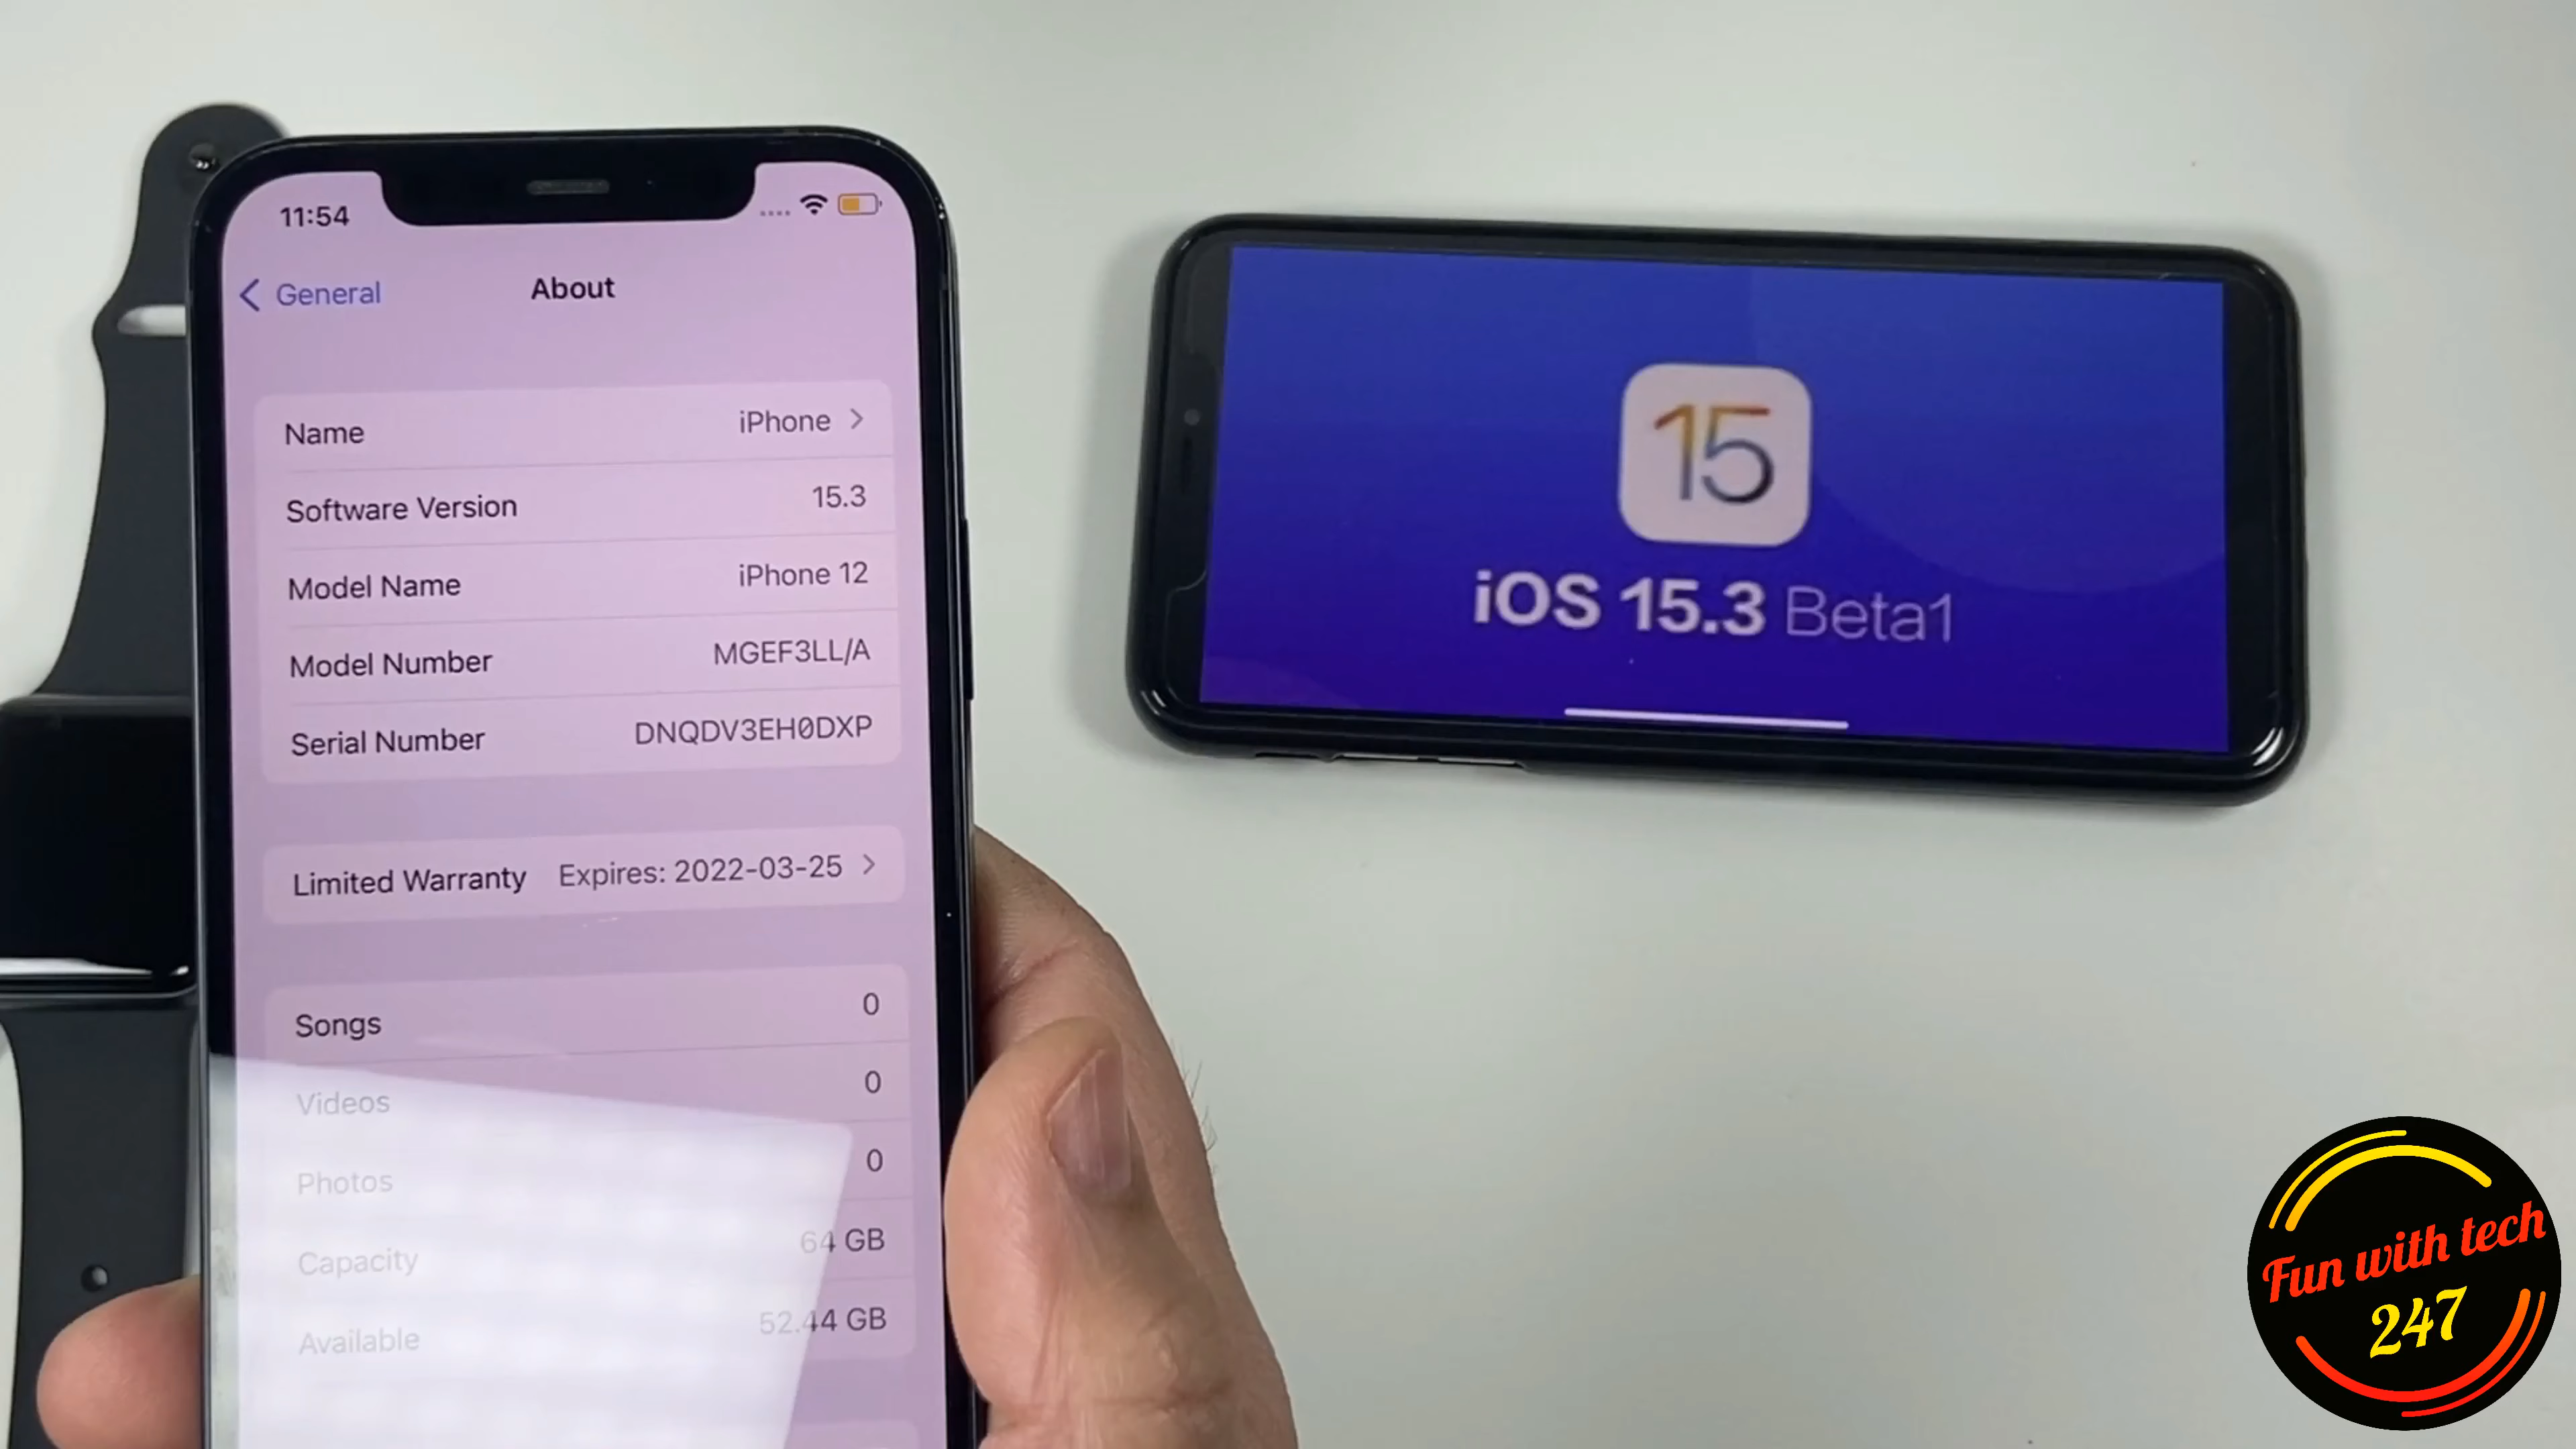 11:54
General
About
Name iPhone
Software Version 15.3
Model Name iPhone 12
Model Number MGEF3LL/A
Serial Number DNQDV3EH0DXP
Limited Warranty Expires: 2022-03-25
Songs 0
Videos 0
Photos 0
Capacity 64 GB
Available 52.44 GB
15
iOS 15.3 Beta1
Fun with tech
247